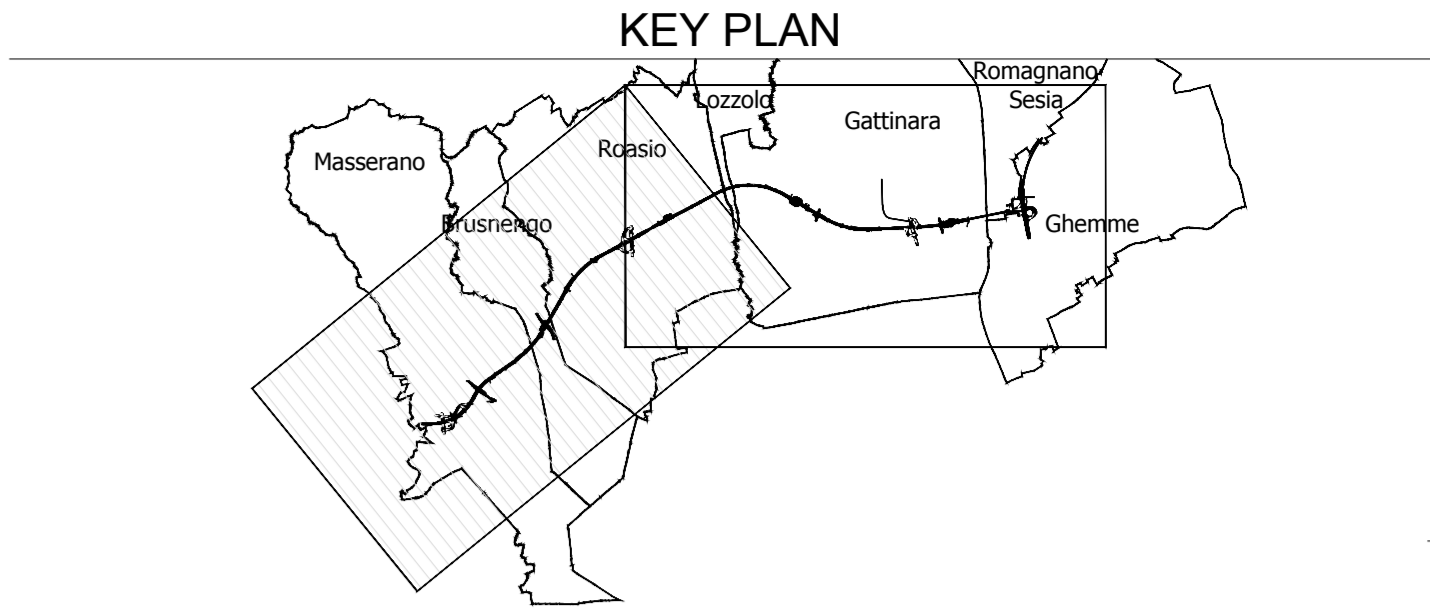 KEY PLAN
Romagnano
Sesia
Lozzolo
Gattinara
Roasio
Masserano
Brusnengo
Ghemme